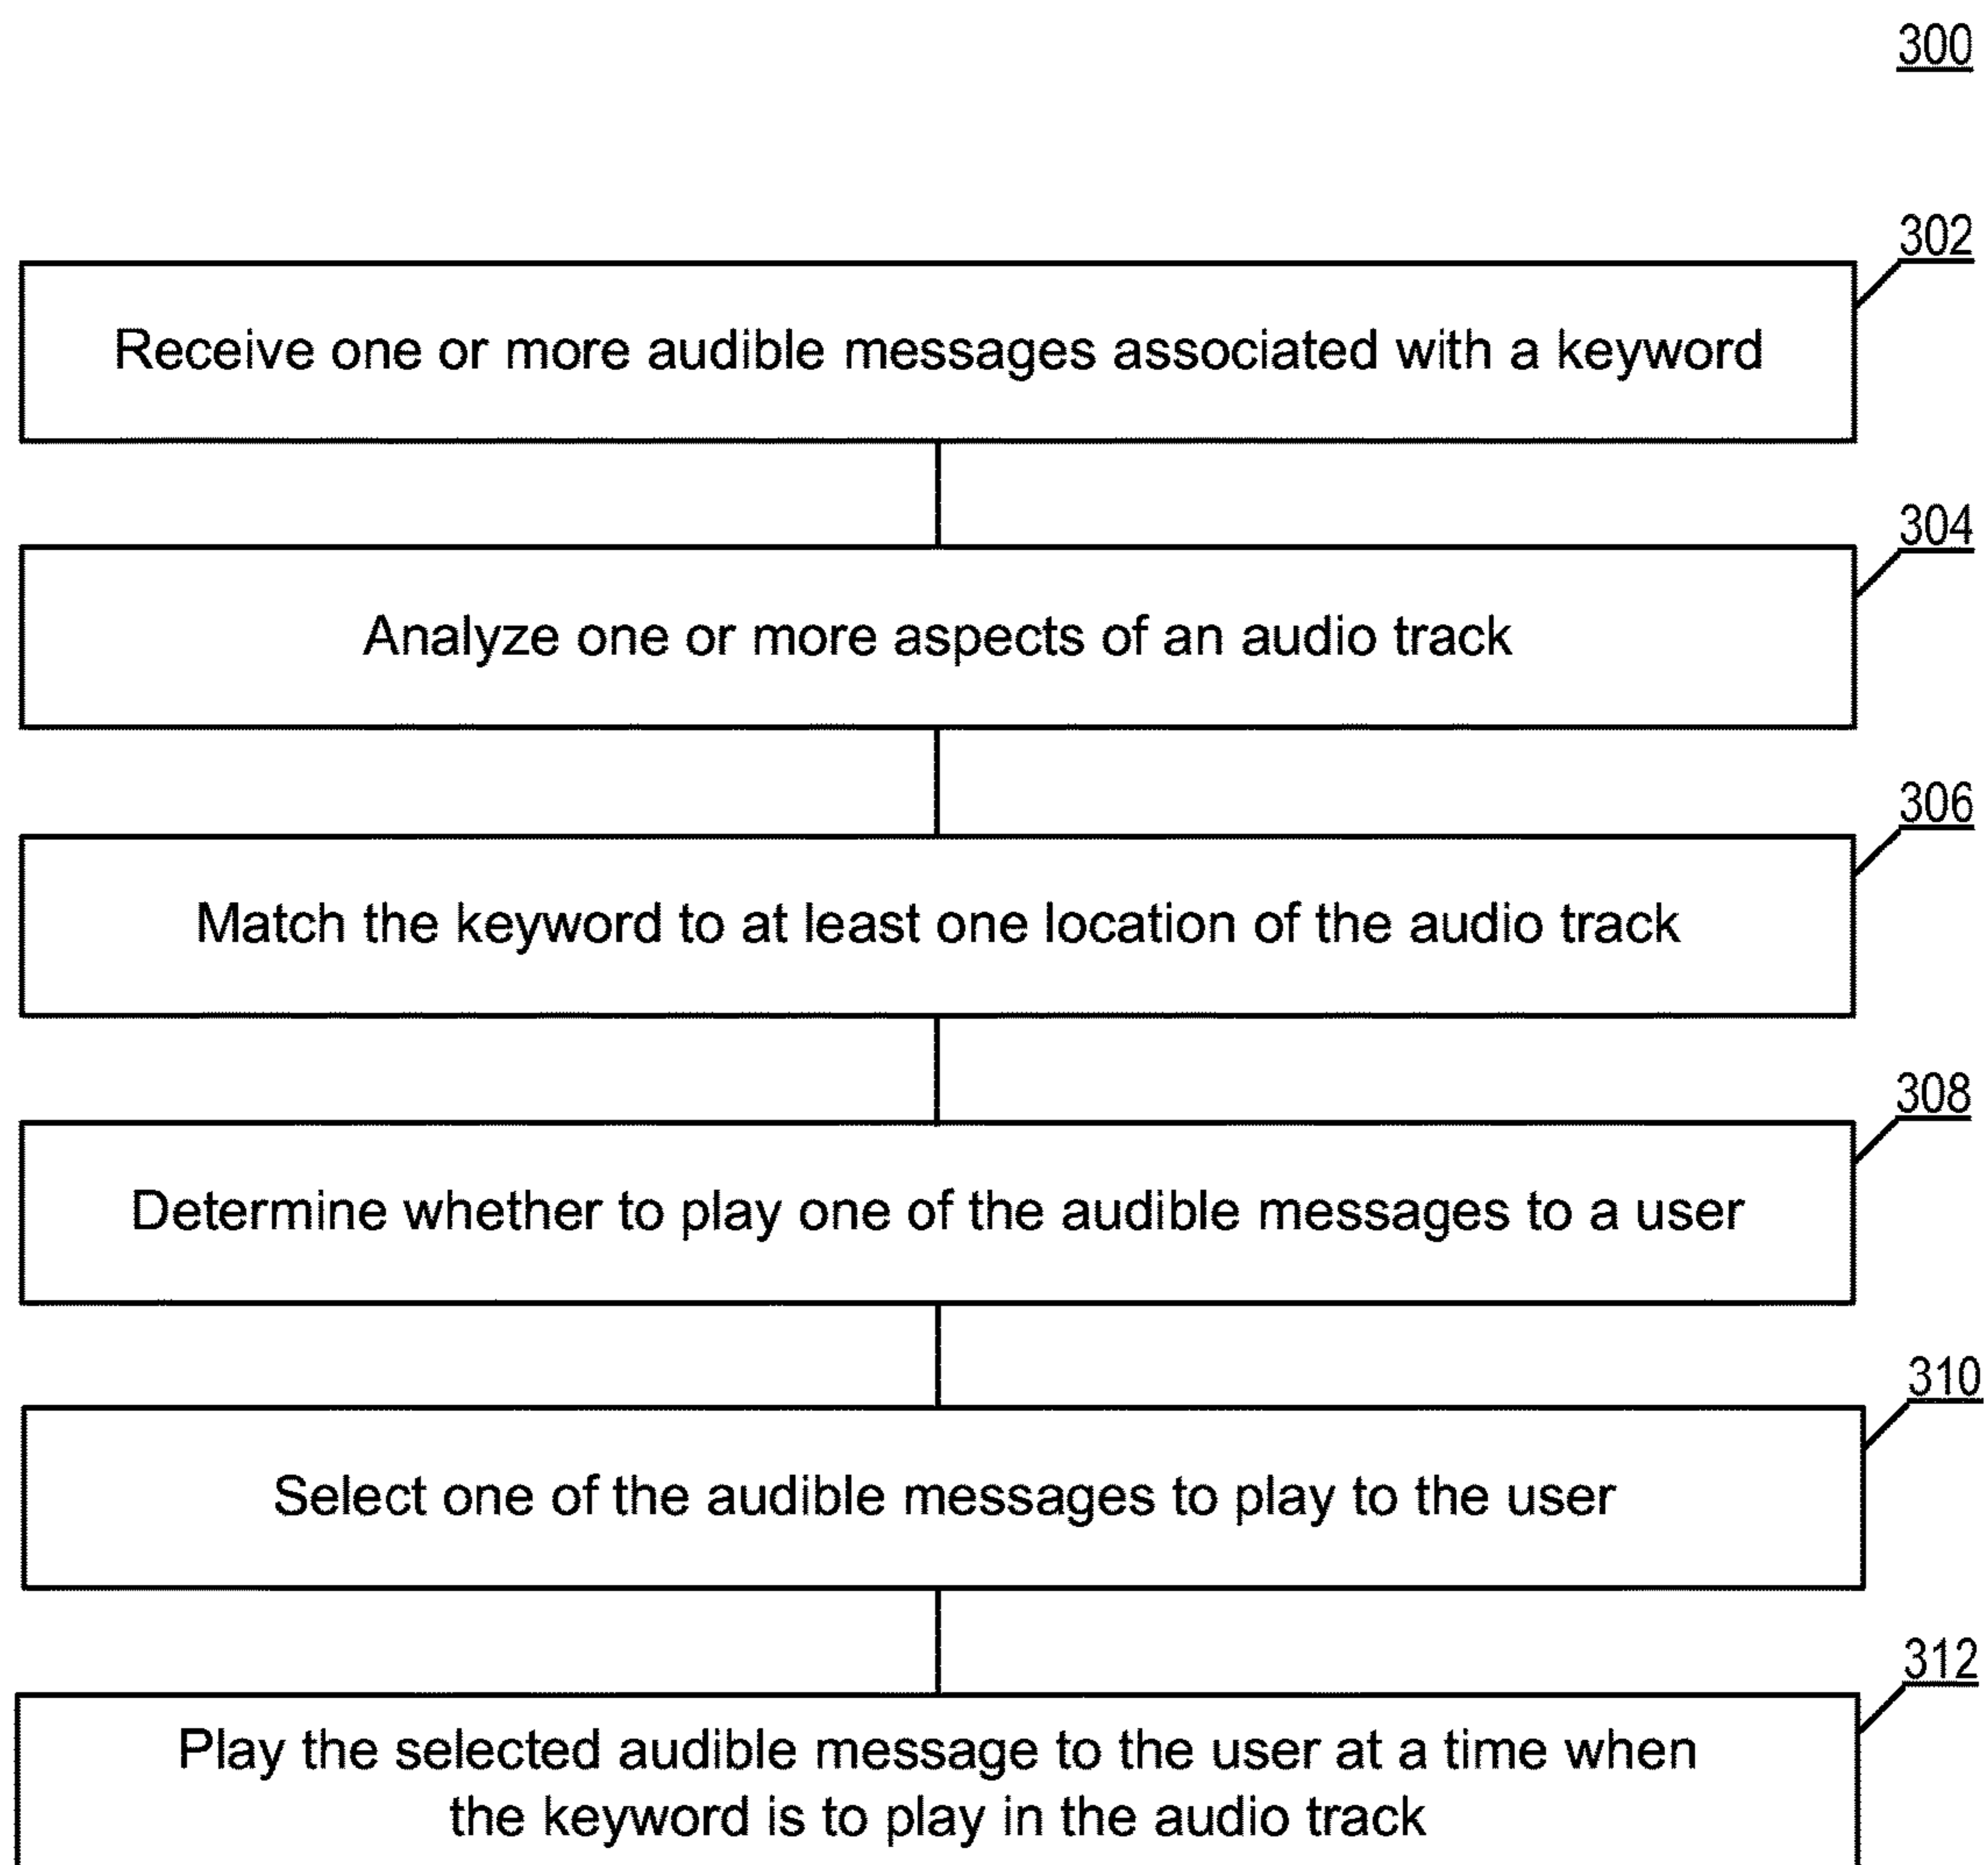 300
302
Receive one or more audible messages associated with a keyword
304
Analyze one or more aspects of an audio track
306
Match the keyword to at least one location of the audio track
308
Determine whether to play one of the audible messages to a user
310
Select one of the audible messages to play to the user
312
Play the selected audible message to the user at a time when
the keyword is to play in the audio track